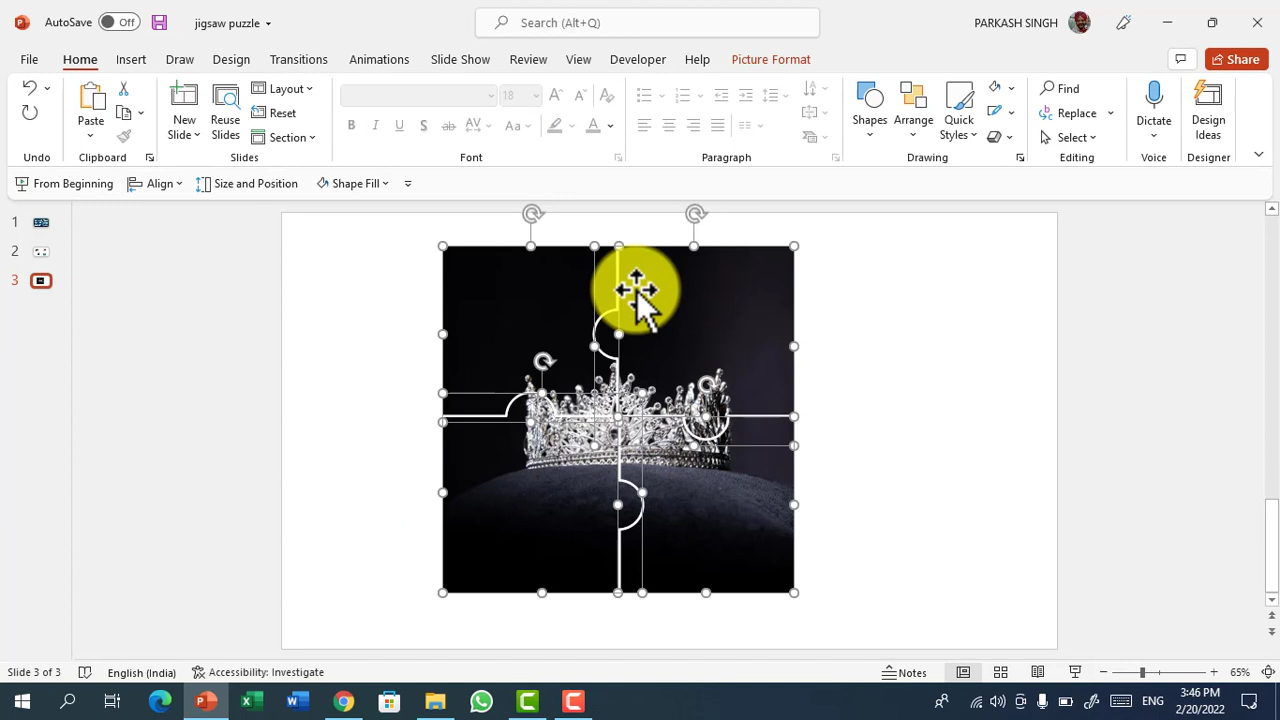 AutoSave Off jigsaw puzzle Search (Alt+Q) PARKASH SINGH
File Home Insert Draw Design Transitions Animations Slide Show Review View Developer Help Picture Format Share
Paste New Slide Reuse Slides Layout Reset Section 18 Shapes Arrange Quick Styles Find Replace Select Dictate Design Ideas
Undo Clipboard Slides Font Paragraph Drawing Editing Voice Designer
From Beginning Align Size and Position Shape Fill
1
2
3
Slide 3 of 3 English (India) Accessibility: Investigate Notes 65%
ENG 3:46 PM
2/20/2022